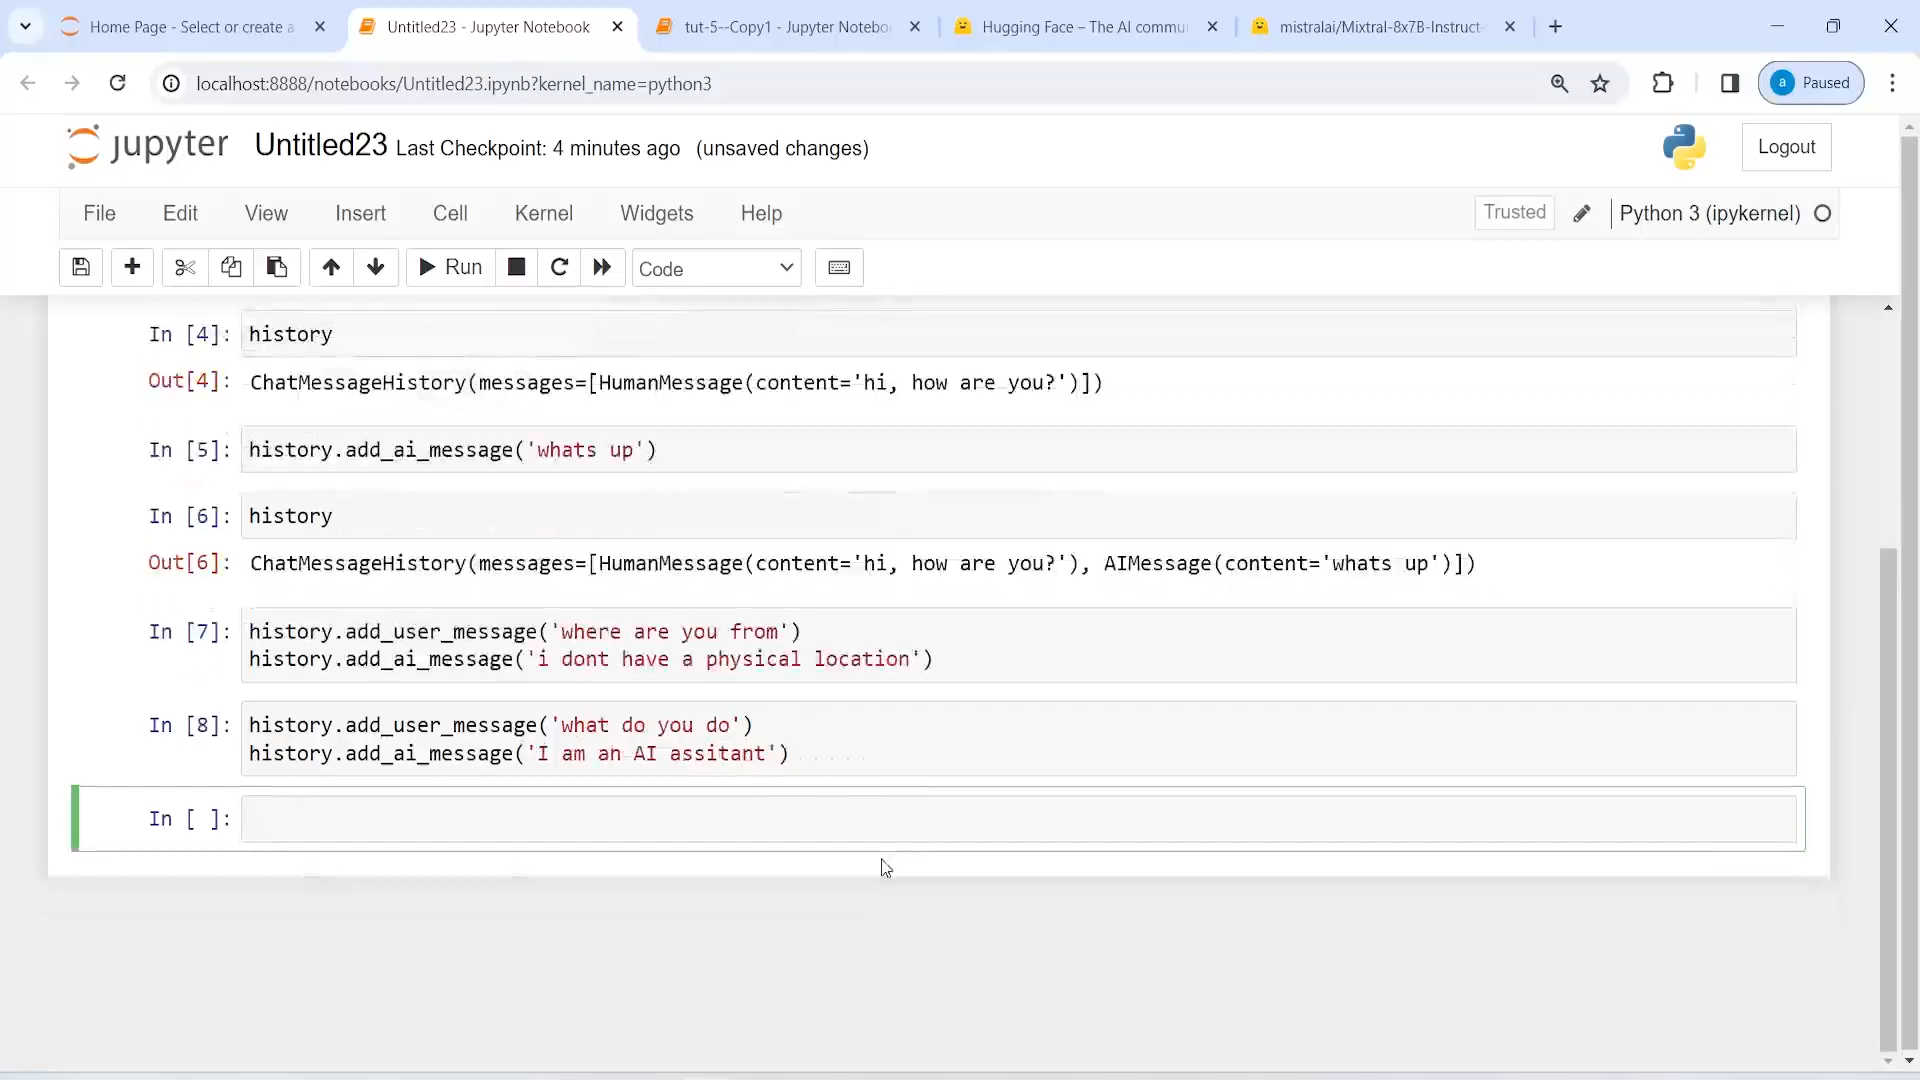 Home Page - Select or create a
Untitled23 - Jupyter Notebook
tut-5--Copy1 - Jupyter Notebo
Hugging Face – The AI commu
mistralai/Mixtral-8x7B-Instruct-
localhost:8888/notebooks/Untitled23.ipynb?kernel_name=python3
a Paused
jupyter Untitled23 Last Checkpoint: 4 minutes ago (unsaved changes)
Logout
File Edit View Insert Cell Kernel Widgets Help
Trusted Python 3 (ipykernel)
Run Code
In [4]: history
Out[4]: ChatMessageHistory(messages=[HumanMessage(content='hi, how are you?')])
In [5]: history.add_ai_message('whats up')
In [6]: history
Out[6]: ChatMessageHistory(messages=[HumanMessage(content='hi, how are you?'), AIMessage(content='whats up')])
In [7]: history.add_user_message('where are you from')
history.add_ai_message('i dont have a physical location')
In [8]: history.add_user_message('what do you do')
history.add_ai_message('I am an AI assitant')
In [ ]: